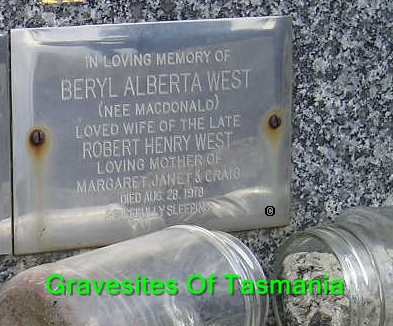 IN LOVING MEMORY OF
BERYL ALBERTA WEST
(NEE MACDONALD)
LOVED WIFE OF THE LATE
ROBERT HENRY WEST
LOVING MOTHER OF
MARGARET, JANET & CRAIG
DIED AUG. 28, 1978
PEACEFULLY SLEEPING
©
Gravesites Of Tasmania